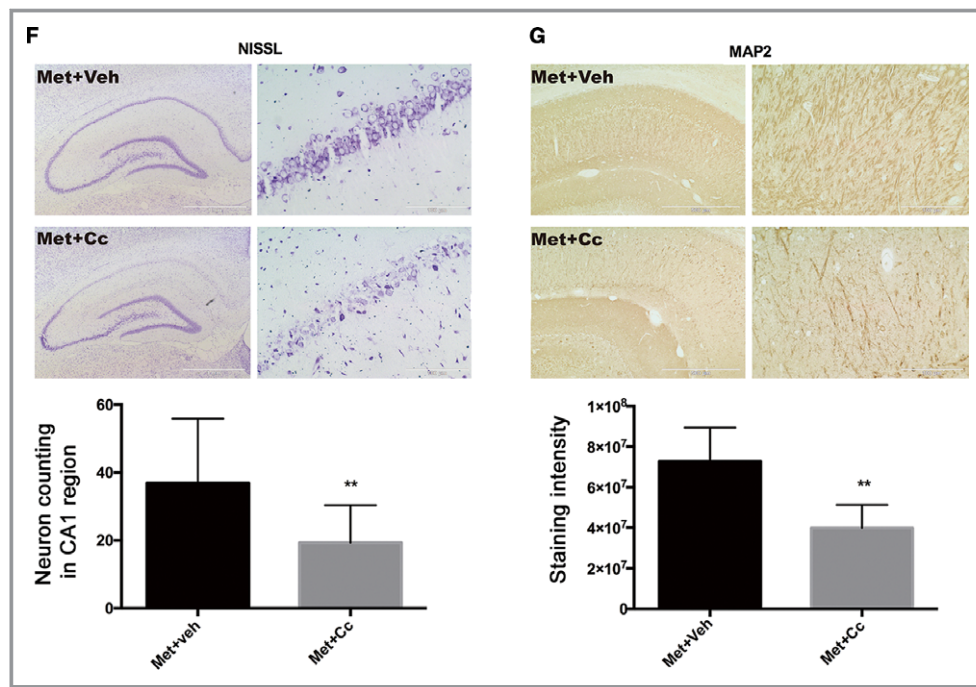 F
NISSL
Met+Veh
Met+Cc
60
40
20
0
Neuron counting
in CA1 region
**
Met+veh
Met+Cc
G
MAP2
Met+Veh
Met+Cc
1×10⁸
8×10⁷
6×10⁷
4×10⁷
2×10⁷
0
Staining intensity
**
Met+Veh
Met+Cc